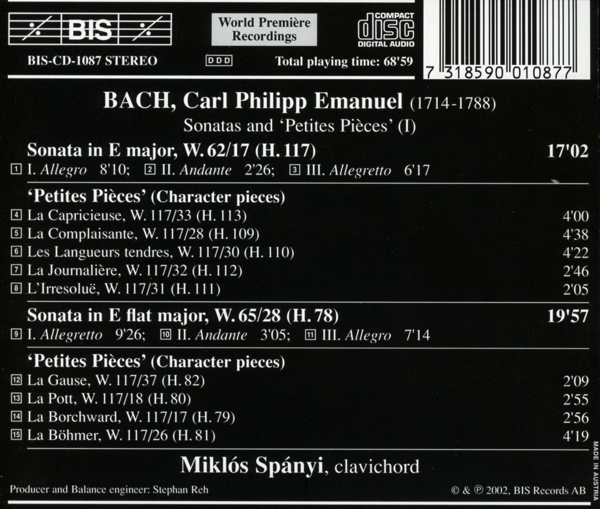 BIS
World Première
Recordings
COMPACT
disc
DIGITAL AUDIO
BIS-CD-1087 STEREO
DDD
Total playing time: 68'59
7 318590 010877
BACH, Carl Philipp Emanuel (1714-1788)
Sonatas and 'Petites Pièces' (I)
Sonata in E major, W. 62/17 (H. 117) 17'02
1 I. Allegro 8'10; 2 II. Andante 2'26; 3 III. Allegretto 6'17
'Petites Pièces' (Character pieces)
4 La Capricieuse, W. 117/33 (H. 113) 4'00
5 La Complaisante, W. 117/28 (H. 109) 4'38
6 Les Langueurs tendres, W. 117/30 (H. 110) 4'22
7 La Journalière, W. 117/32 (H. 112) 2'46
8 L'Irresoluë, W. 117/31 (H. 111) 2'05
Sonata in E flat major, W. 65/28 (H. 78) 19'57
9 I. Allegretto 9'26; 10 II. Andante 3'05; 11 III. Allegro 7'14
'Petites Pièces' (Character pieces)
12 La Gause, W. 117/37 (H. 82) 2'09
13 La Pott, W. 117/18 (H. 80) 2'55
14 La Borchward, W. 117/17 (H. 79) 2'56
15 La Böhmer, W. 117/26 (H. 81) 4'19
Miklós Spányi, clavichord
Producer and Balance engineer: Stephan Reh
© & ℗ 2002, BIS Records AB
MADE IN AUSTRIA